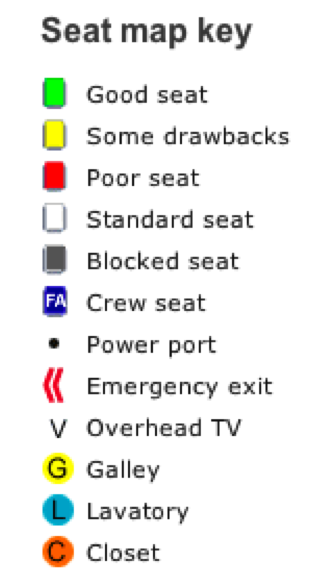 Seat map key
Good seat
Some drawbacks
Poor seat
Standard seat
Blocked seat
FA Crew seat
Power port
Emergency exit
V Overhead TV
G Galley
L Lavatory
C Closet